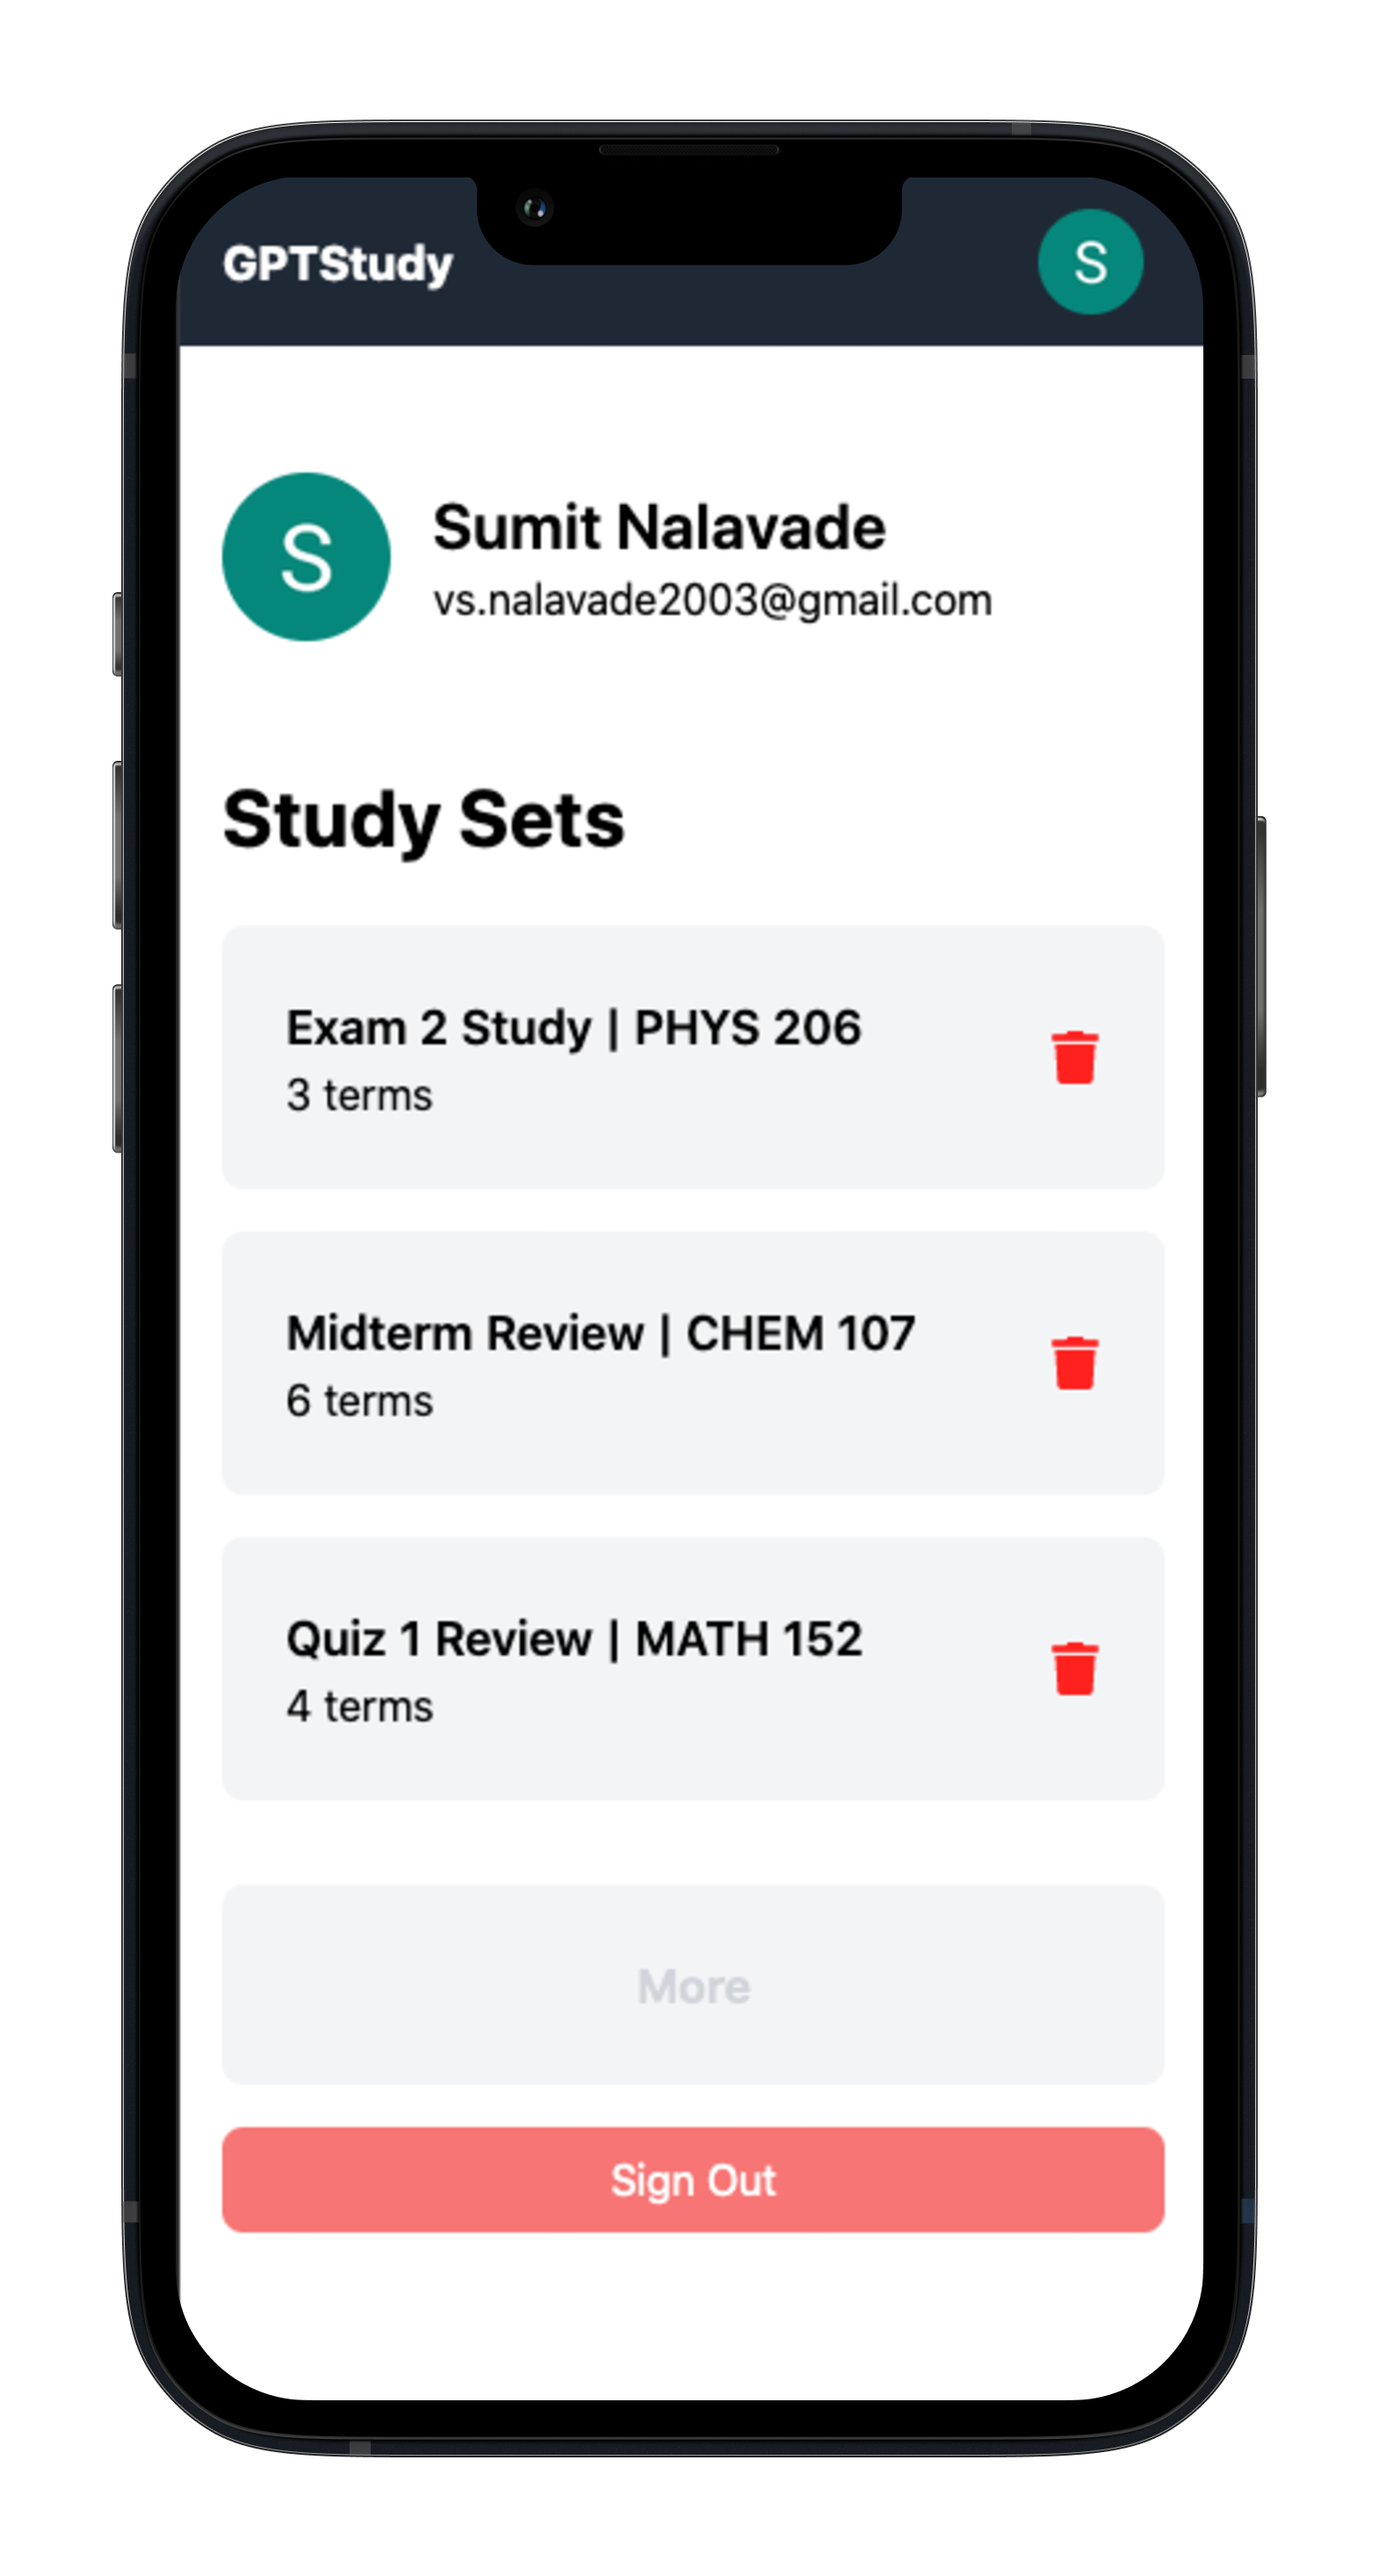 GPTStudy
S
S
Sumit Nalavade
vs.nalavade2003@gmail.com
Study Sets
Exam 2 Study | PHYS 206
3 terms
Midterm Review | CHEM 107
6 terms
Quiz 1 Review | MATH 152
4 terms
More
Sign Out